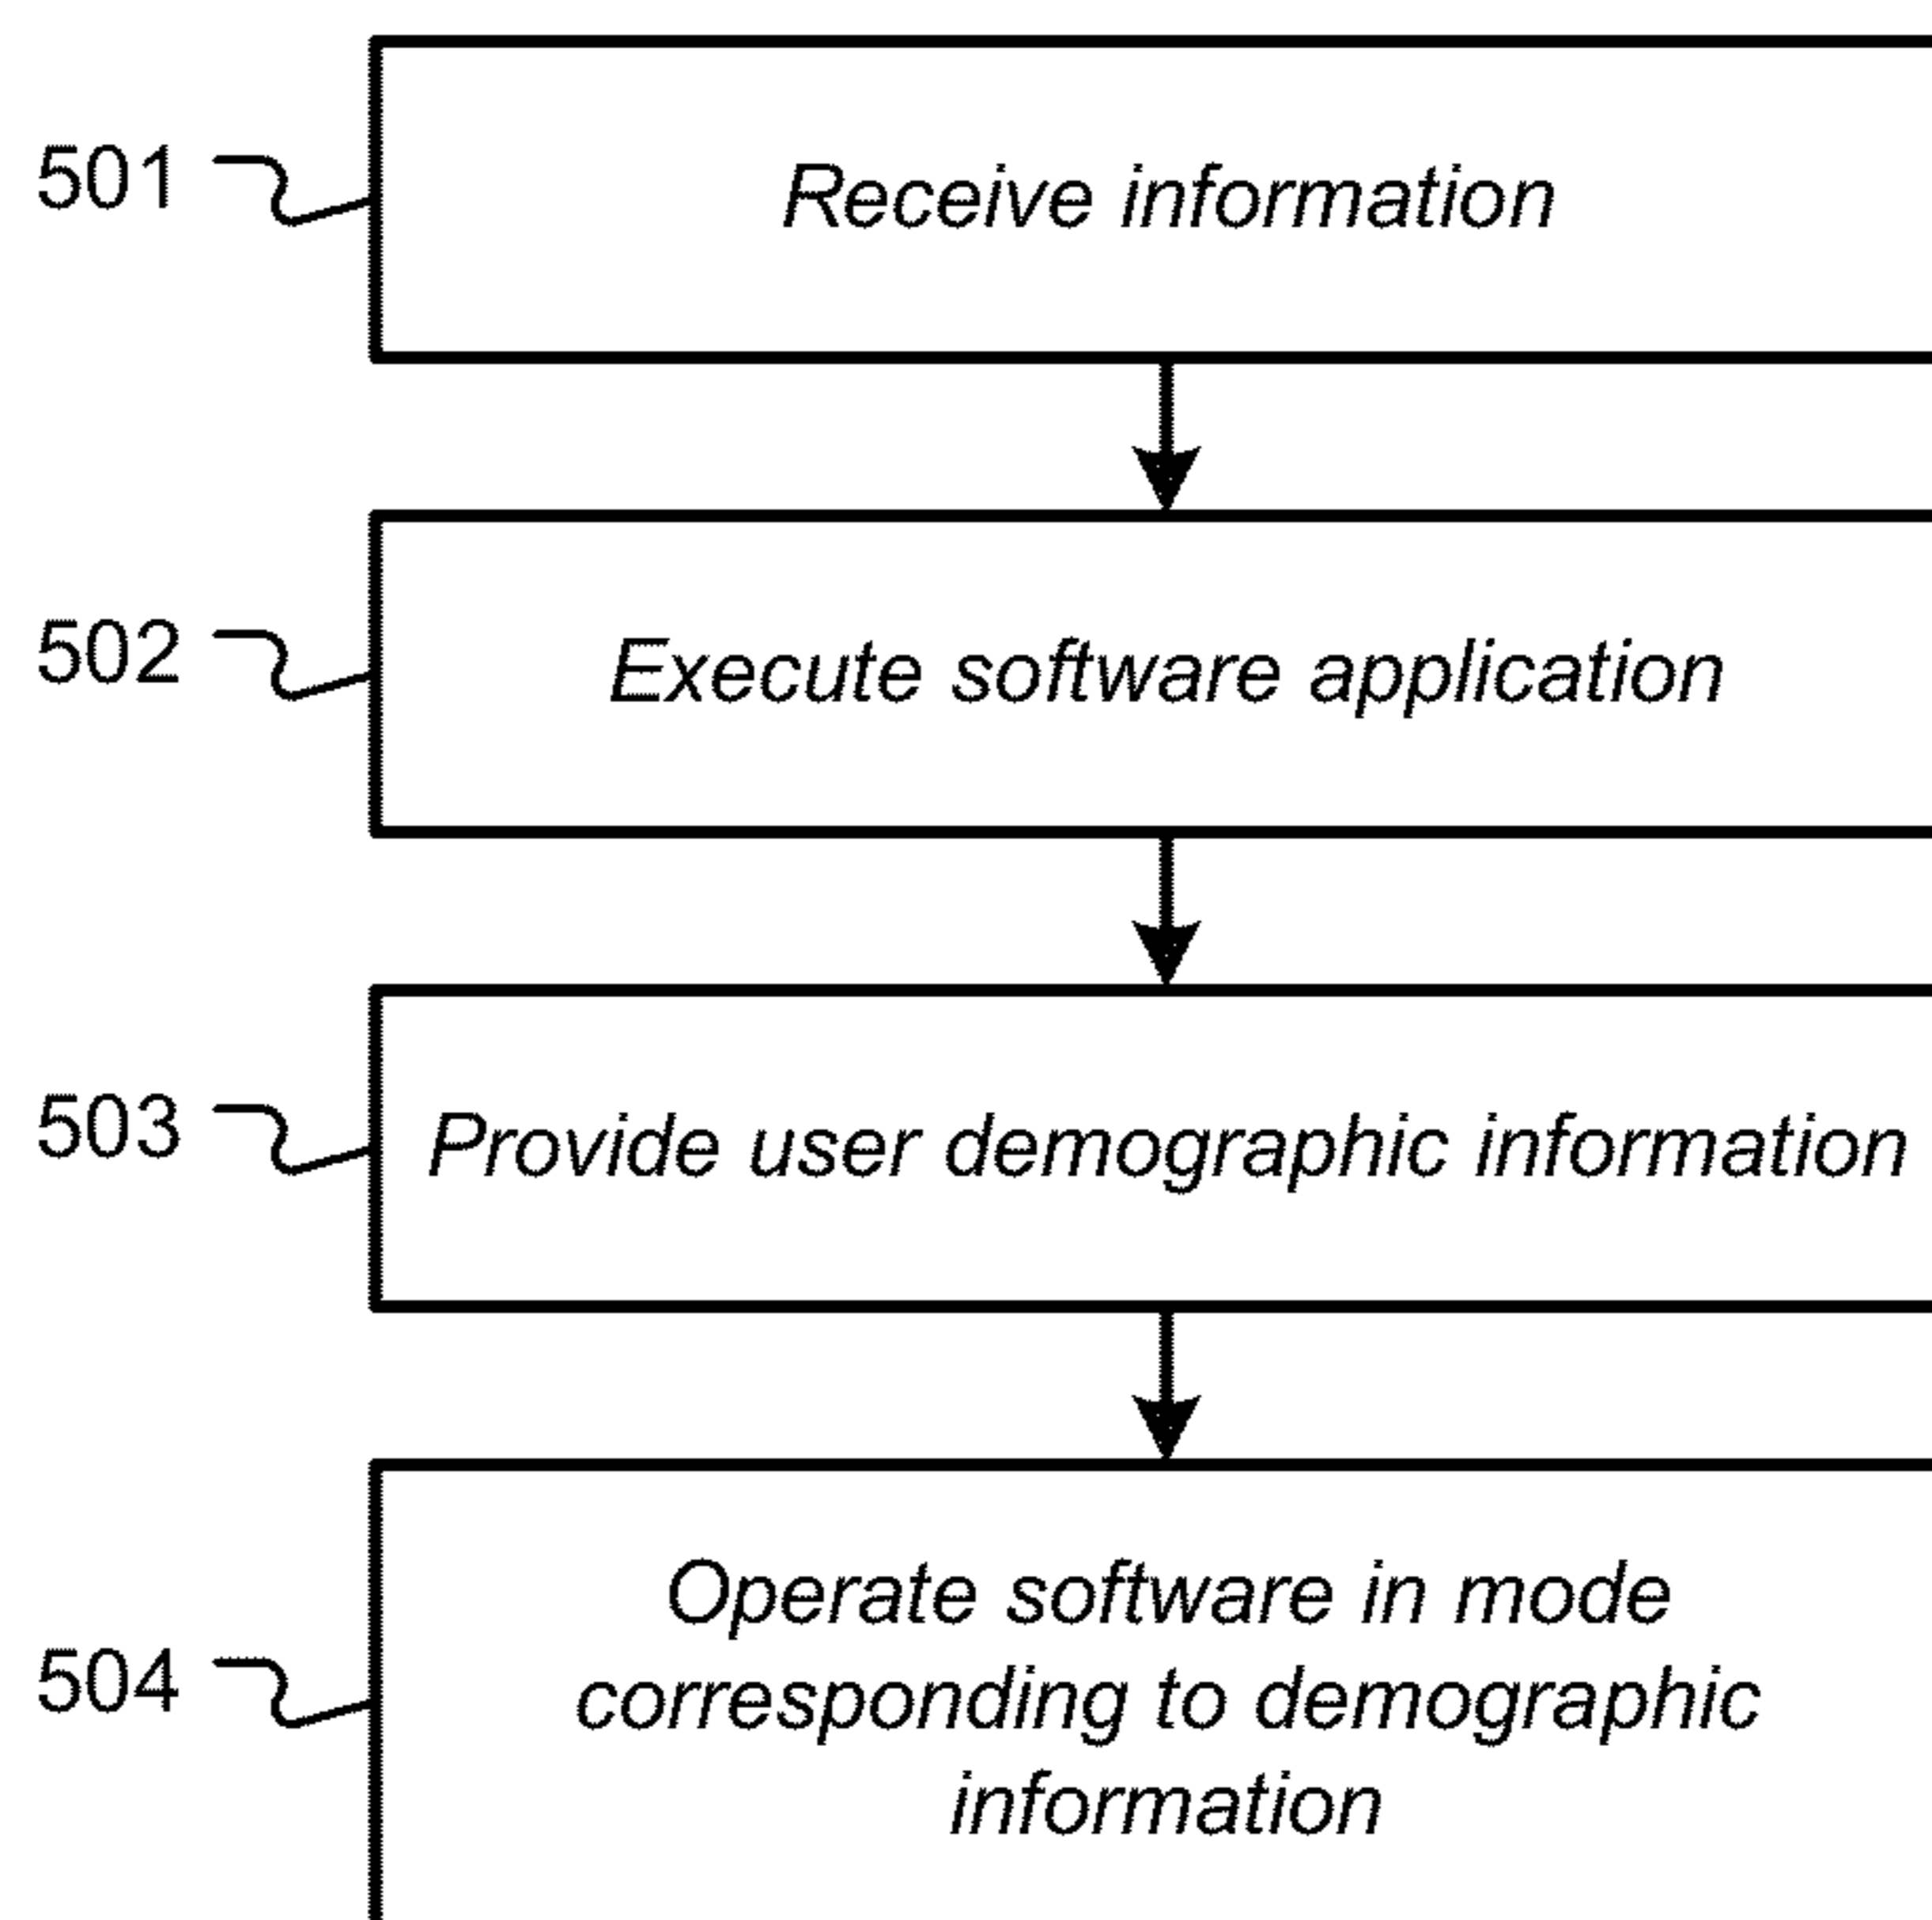 501
Receive information
502
Execute software application
503
Provide user demographic information
504
Operate software in mode
corresponding to demographic
information